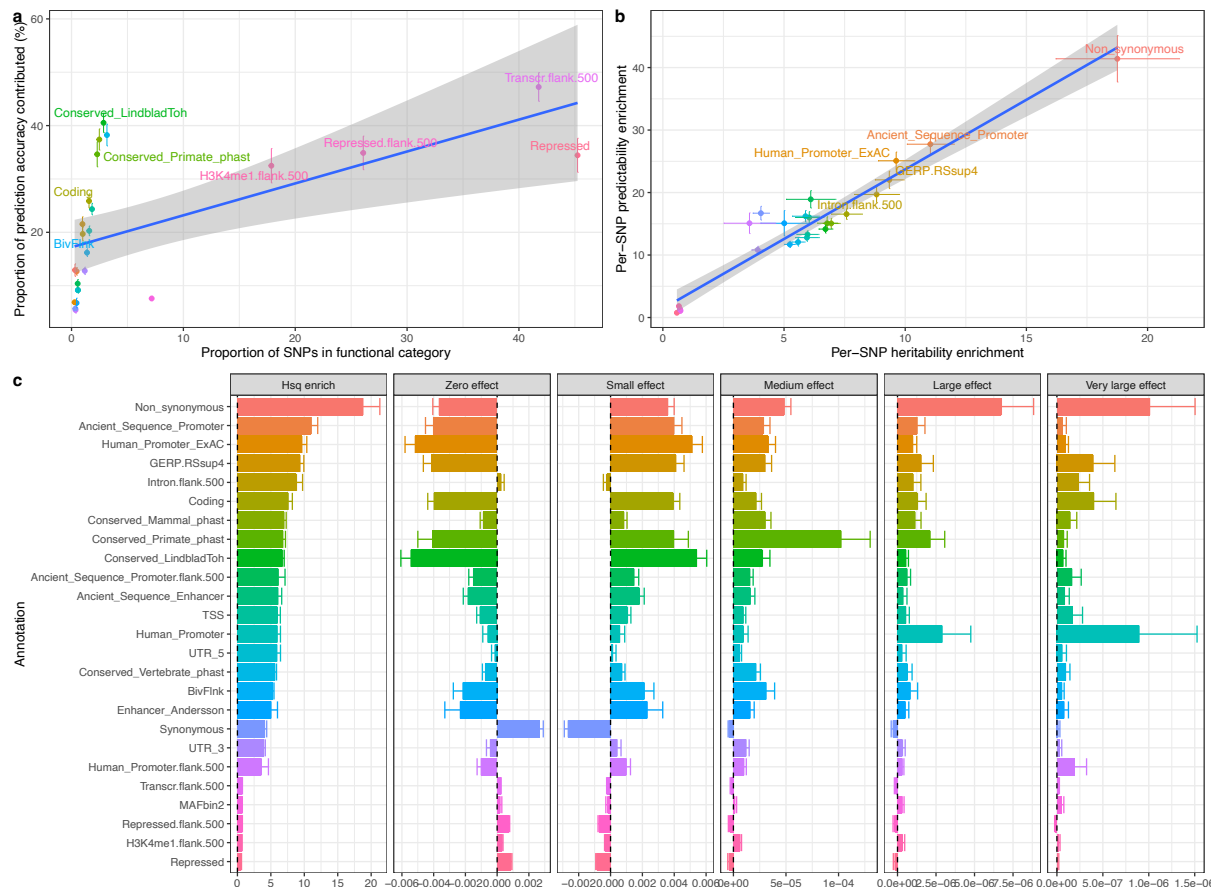 a
b
Proportion of prediction accuracy contributed (%)
60
40
20
0
10
20
30
40
Proportion of SNPs in functional category
Conserved_LindbladToh
Conserved_Primate_phast
Coding
BivFlnk
H3K4me1.flank.500
Repressed.flank.500
Transcr.flank.500
Repressed
Per−SNP predictability enrichment
40
30
20
10
0
0
5
10
15
20
Per−SNP heritability enrichment
Non_synonymous
Ancient_Sequence_Promoter
Human_Promoter_ExAC
GERP.RSsup4
Intron.flank.500
c
Hsq enrich
Zero effect
Small effect
Medium effect
Large effect
Very large effect
Annotation
Non_synonymous
Ancient_Sequence_Promoter
Human_Promoter_ExAC
GERP.RSsup4
Intron.flank.500
Coding
Conserved_Mammal_phast
Conserved_Primate_phast
Conserved_LindbladToh
Ancient_Sequence_Promoter.flank.500
Ancient_Sequence_Enhancer
TSS
Human_Promoter
UTR_5
Conserved_Vertebrate_phast
BivFlnk
Enhancer_Andersson
Synonymous
UTR_3
Human_Promoter.flank.500
Transcr.flank.500
MAFbin2
Repressed.flank.500
H3K4me1.flank.500
Repressed
0 5 10 15 20
−0.006 −0.004 −0.002 0.000 0.002
−0.002 0.000 0.002 0.004 0.006
0e+00 5e−05 1e−04
0.0e+00 2.5e−06 5.0e−06 7.5e−06
0.0e+00 5.0e−07 1.0e−06 1.5e−06